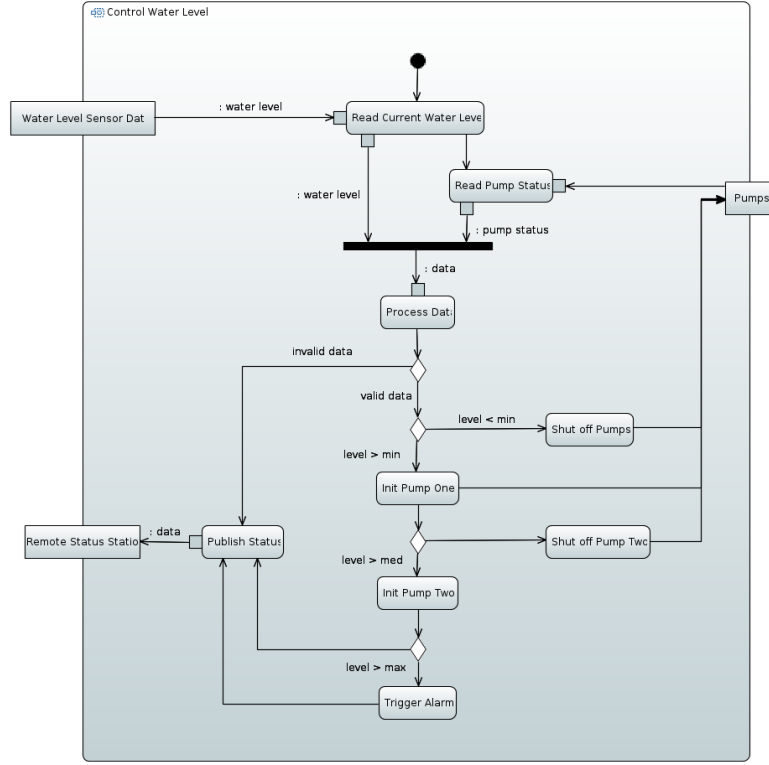 Control Water Level
: water level
Water Level Sensor Dat
Read Current Water Leve
Read Pump Status
: water level
Pumps
: pump status
: data
Process Data
invalid data
valid data
level < min
Shut off Pumps
level > min
Init Pump One
: data
Remote Status Statio
Publish Status
Shut off Pump Two
level > med
Init Pump Two
level > max
Trigger Alarm